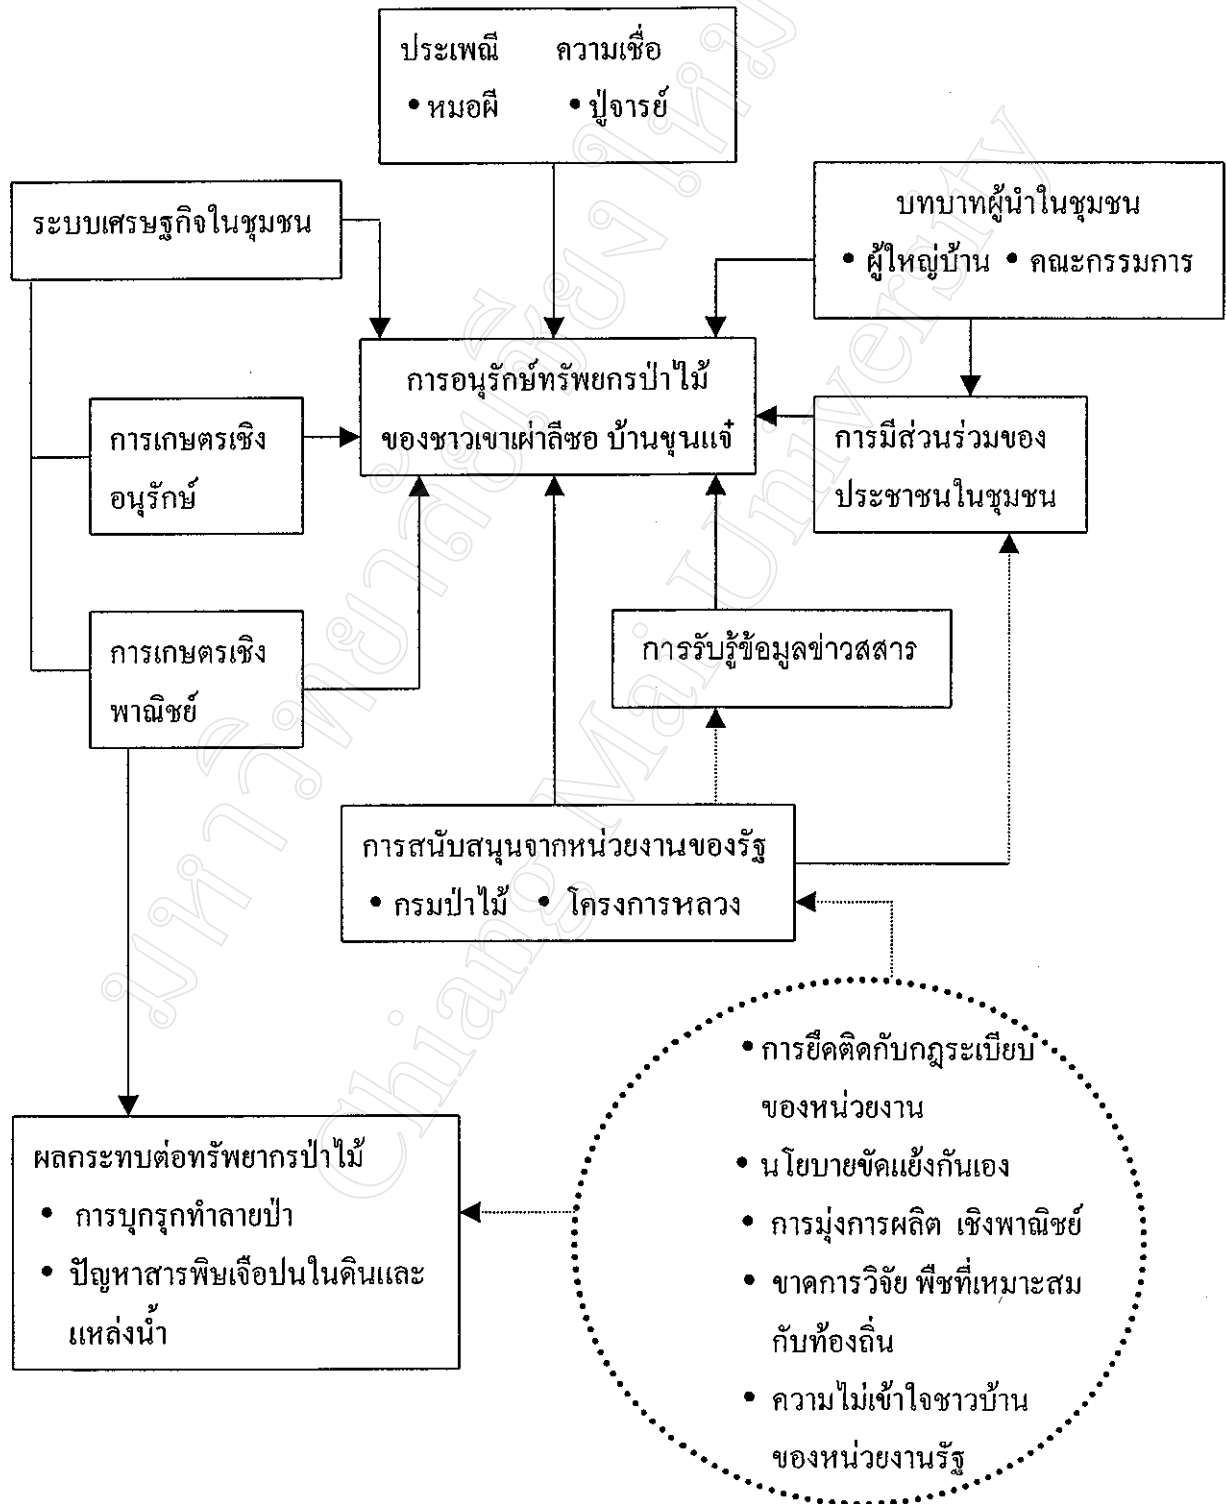 ประเพณี ความเชื่อ
• หมอผี • ปู่จารย์
ระบบเศรษฐกิจในชุมชน
บทบาทผู้นำในชุมชน
• ผู้ใหญ่บ้าน • คณะกรรมการ
การอนุรักษ์ทรัพยกรป่าไม้
ของชาวเขาเผ่าลีซอ บ้านขุนแจ๋
การเกษตรเชิง
อนุรักษ์
การมีส่วนร่วมของ
ประชาชนในชุมชน
การเกษตรเชิง
พาณิชย์
การรับรู้ข้อมูลข่าวสสาร
การสนับสนุนจากหน่วยงานของรัฐ
• กรมป่าไม้ • โครงการหลวง
• การยึดติดกับกฎระเบียบ
ของหน่วยงาน
• นโยบายขัดแย้งกันเอง
• การมุ่งการผลิต เชิงพาณิชย์
• ขาดการวิจัย พืชที่เหมาะสม
กับท้องถิ่น
• ความไม่เข้าใจชาวบ้าน
ของหน่วยงานรัฐ
ผลกระทบต่อทรัพยากรป่าไม้
• การบุกรุกทำลายป่า
• ปัญหาสารพิษเจือปนในดินและ
แหล่งน้ำ
มหาวิทยาลัยเชียงใหม่
Chiang Mai University